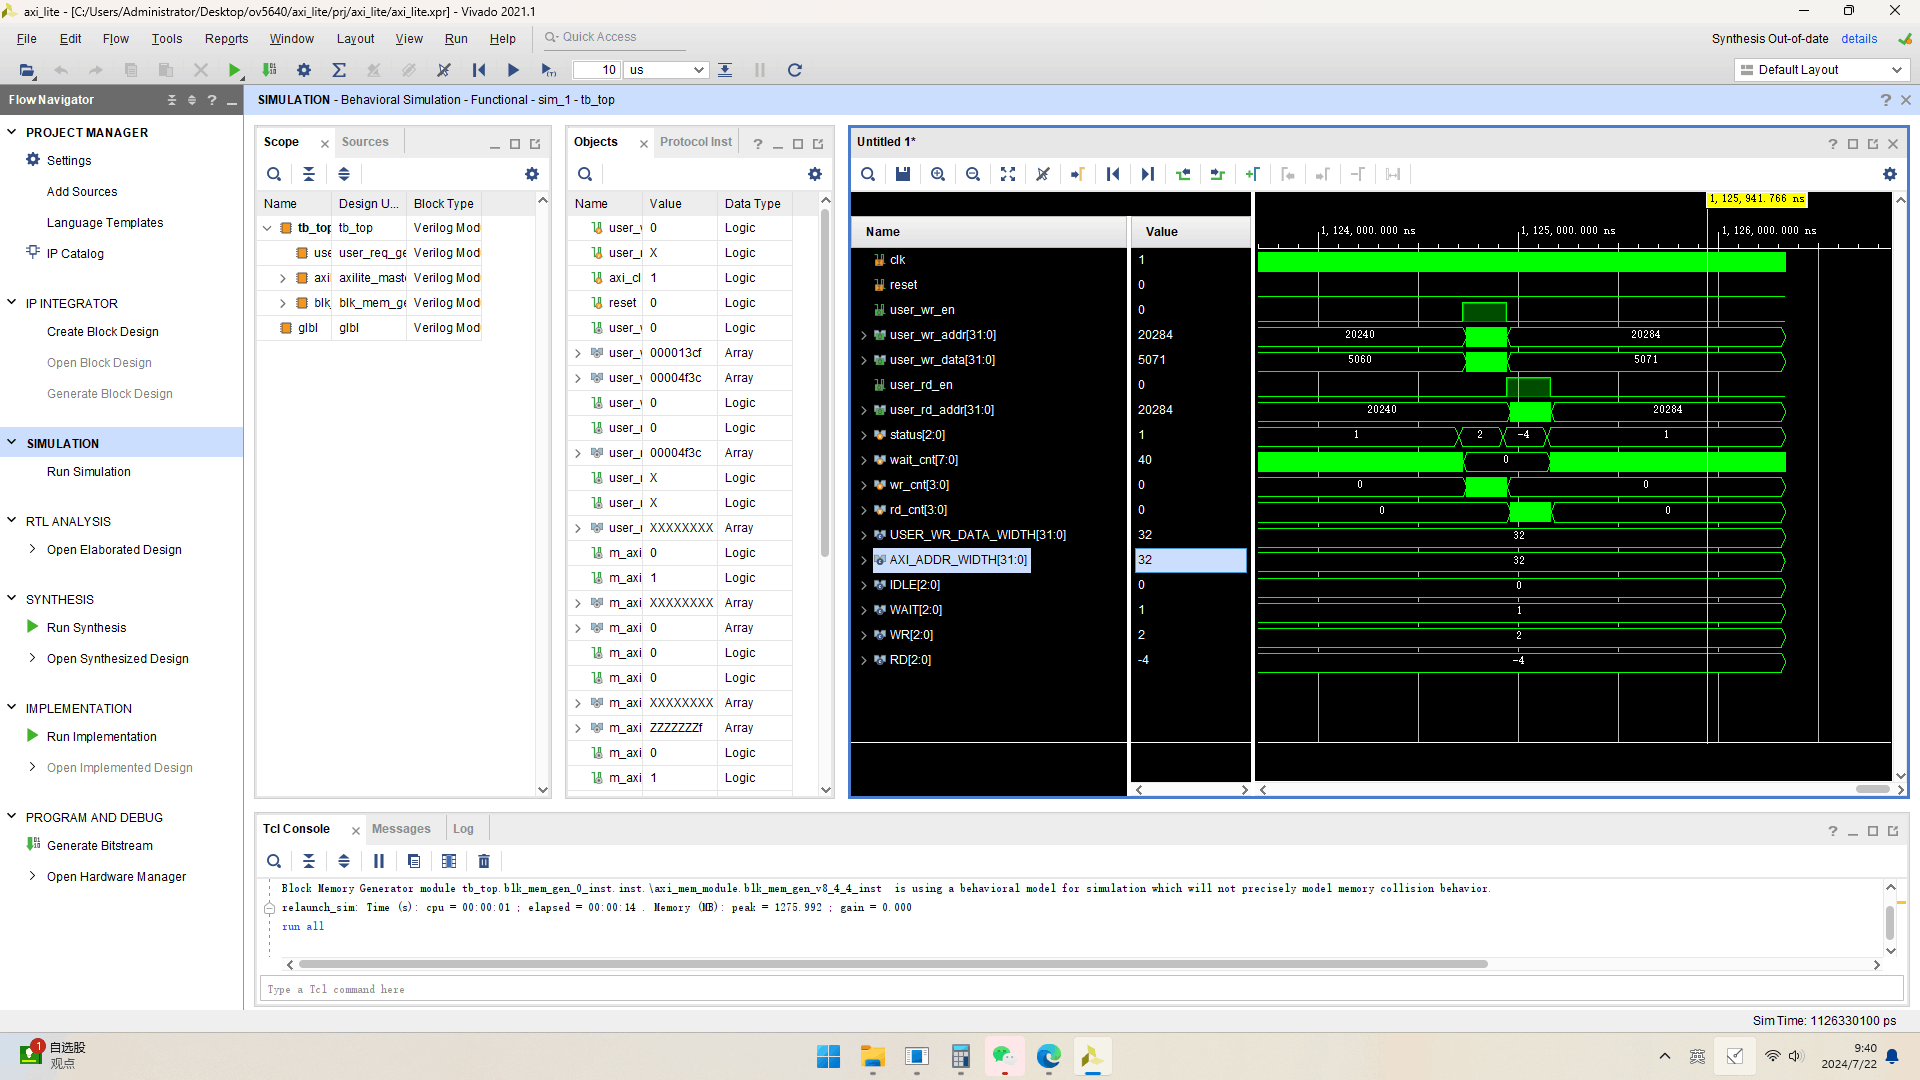 axi_lite - [C:/Users/Administrator/Desktop/ov5640/axi_lite/prj/axi_lite/axi_lite.xpr] - Vivado 2021.1
File Edit Flow Tools Reports Window Layout View Run Help Quick Access
Synthesis Out-of-date details
10 us
Default Layout
Flow Navigator
PROJECT MANAGER
Settings
Add Sources
Language Templates
IP Catalog
IP INTEGRATOR
Create Block Design
Open Block Design
Generate Block Design
SIMULATION
Run Simulation
RTL ANALYSIS
Open Elaborated Design
SYNTHESIS
Run Synthesis
Open Synthesized Design
IMPLEMENTATION
Run Implementation
Open Implemented Design
PROGRAM AND DEBUG
Generate Bitstream
Open Hardware Manager
SIMULATION - Behavioral Simulation - Functional - sim_1 - tb_top
Scope Sources
Name Design U... Block Type
tb_top tb_top Verilog Mod
use user_req_ge Verilog Mod
axi axilite_mast Verilog Mod
blk_ blk_mem_ge Verilog Mod
glbl glbl Verilog Mod
Objects Protocol Inst
Name Value Data Type
user_ 0 Logic
user_ X Logic
axi_cl 1 Logic
reset 0 Logic
user_ 0 Logic
user_ 000013cf Array
user_ 00004f3c Array
user_ 0 Logic
user_ 0 Logic
user_ 00004f3c Array
user_ X Logic
user_ X Logic
user_ XXXXXXXX Array
m_axi 0 Logic
m_axi 1 Logic
m_axi XXXXXXXX Array
m_axi 0 Array
m_axi 0 Logic
m_axi 0 Logic
m_axi XXXXXXXX Array
m_axi ZZZZZZZf Array
m_axi 0 Logic
m_axi 1 Logic
Untitled 1*
1,125,941.766 ns
1,124,000.000 ns 1,125,000.000 ns 1,126,000.000 ns
Name Value
clk 1
reset 0
user_wr_en 0
user_wr_addr[31:0] 20284 20240 20284
user_wr_data[31:0] 5071 5060 5071
user_rd_en 0
user_rd_addr[31:0] 20284 20240 20284
status[2:0] 1 1 2 -4 1
wait_cnt[7:0] 40 0
wr_cnt[3:0] 0 0 0
rd_cnt[3:0] 0 0 0
USER_WR_DATA_WIDTH[31:0] 32 32
AXI_ADDR_WIDTH[31:0] 32 32
IDLE[2:0] 0 0
WAIT[2:0] 1 1
WR[2:0] 2 2
RD[2:0] -4 -4
Tcl Console Messages Log
Block Memory Generator module tb_top.blk_mem_gen_0_inst.inst.\axi_mem_module.blk_mem_gen_v8_4_4_inst  is using a behavioral model for simulation which will not precisely model memory collision behavior.
relaunch_sim: Time (s): cpu = 00:00:01 ; elapsed = 00:00:14 . Memory (MB): peak = 1275.992 ; gain = 0.000
run all
Type a Tcl command here
Sim Time: 1126330100 ps
1 自选股
观点
英
9:40
2024/7/22